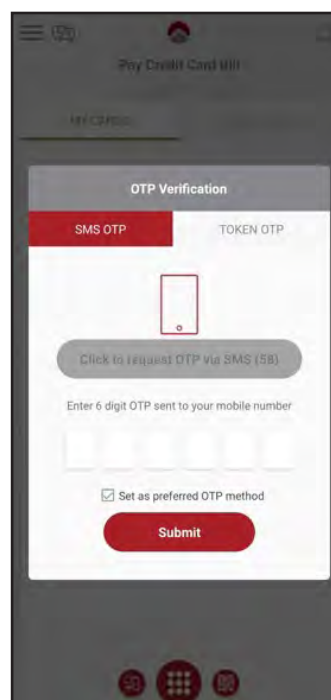 Pay Credit Card Bill
MY CARDS
OTP Verification
SMS OTP
TOKEN OTP
Click to request OTP via SMS (58)
Enter 6 digit OTP sent to your mobile number
Set as preferred OTP method
Submit